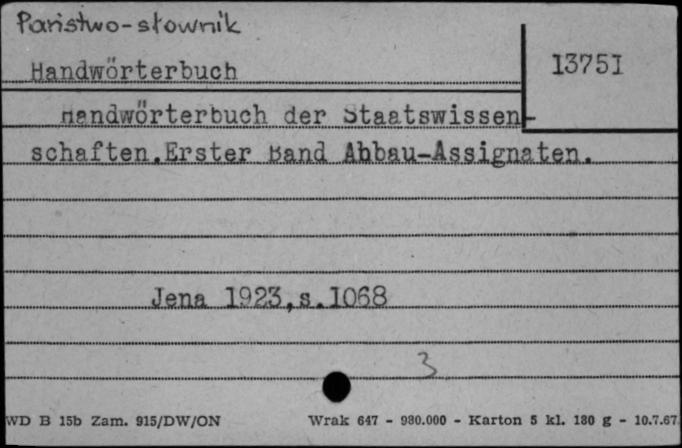 Państwo-słownik
Handwörterbuch
13751
Handwörterbuch der Staatswissen-
schaften.Erster Band Abbau-Assignaten.
Jena 1923,s.1068
3
WD B 15b Zam. 915/DW/ON
Wrak 647 - 980.000 - Karton 5 kl. 180 g - 10.7.67